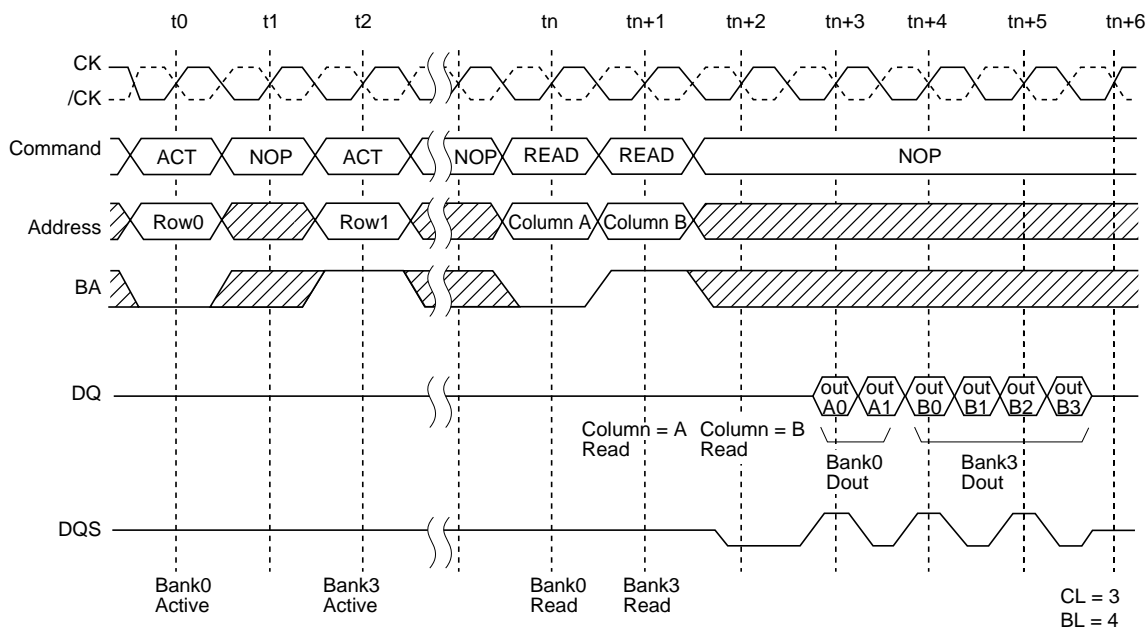 t0 t1 t2 tn tn+1 tn+2 tn+3 tn+4 tn+5 tn+6
CK
/CK
Command ACT NOP ACT NOP READ READ NOP
Address Row0 Row1 Column A Column B
BA
DQ out A0 out A1 out B0 out B1 out B2 out B3
Column = A Read
Column = B Read
Bank0 Dout
Bank3 Dout
DQS
Bank0 Active
Bank3 Active
Bank0 Read
Bank3 Read
CL = 3
BL = 4